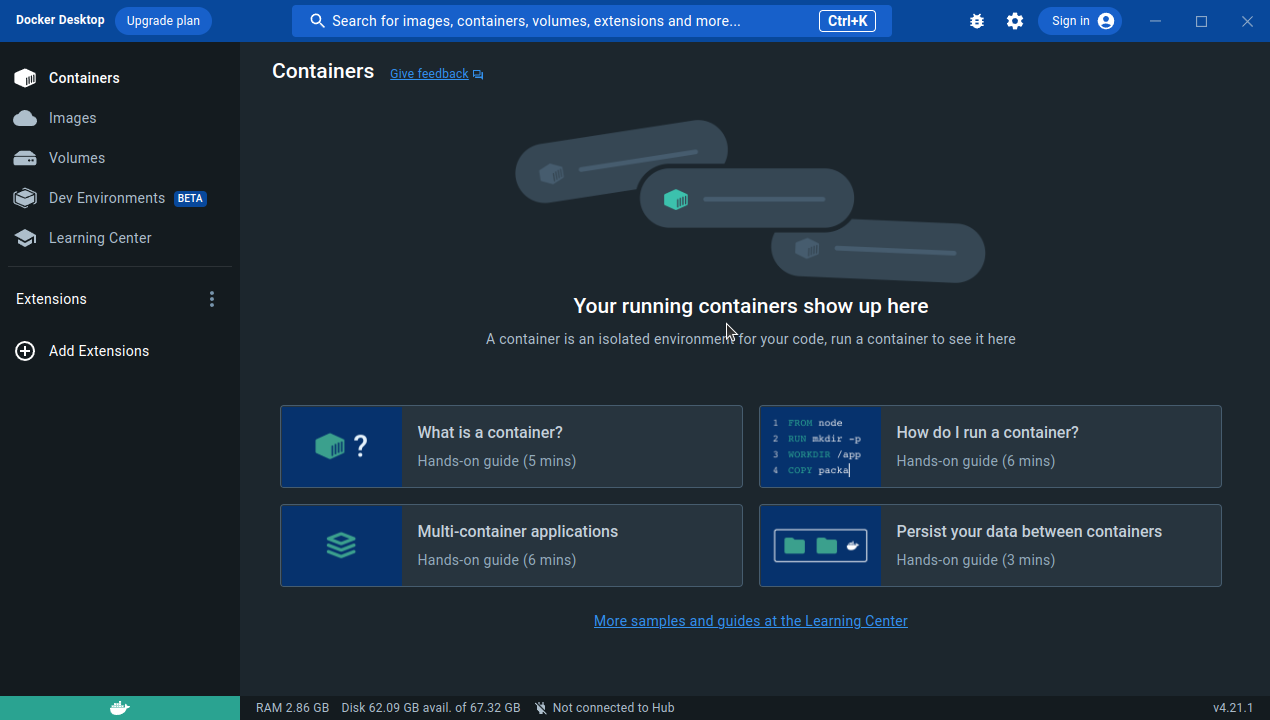 Docker Desktop
Upgrade plan
Search for images, containers, volumes, extensions and more...
Ctrl+K
Sign in
Containers
Images
Volumes
Dev Environments BETA
Learning Center
Extensions
Add Extensions
Containers
Give feedback
Your running containers show up here
A container is an isolated environment for your code, run a container to see it here
?
What is a container?
Hands-on guide (5 mins)
1 FROM node
2 RUN mkdir -p
3 WORKDIR /app
4 COPY packa
How do I run a container?
Hands-on guide (6 mins)
Multi-container applications
Hands-on guide (6 mins)
Persist your data between containers
Hands-on guide (3 mins)
More samples and guides at the Learning Center
RAM 2.86 GB Disk 62.09 GB avail. of 67.32 GB Not connected to Hub
v4.21.1